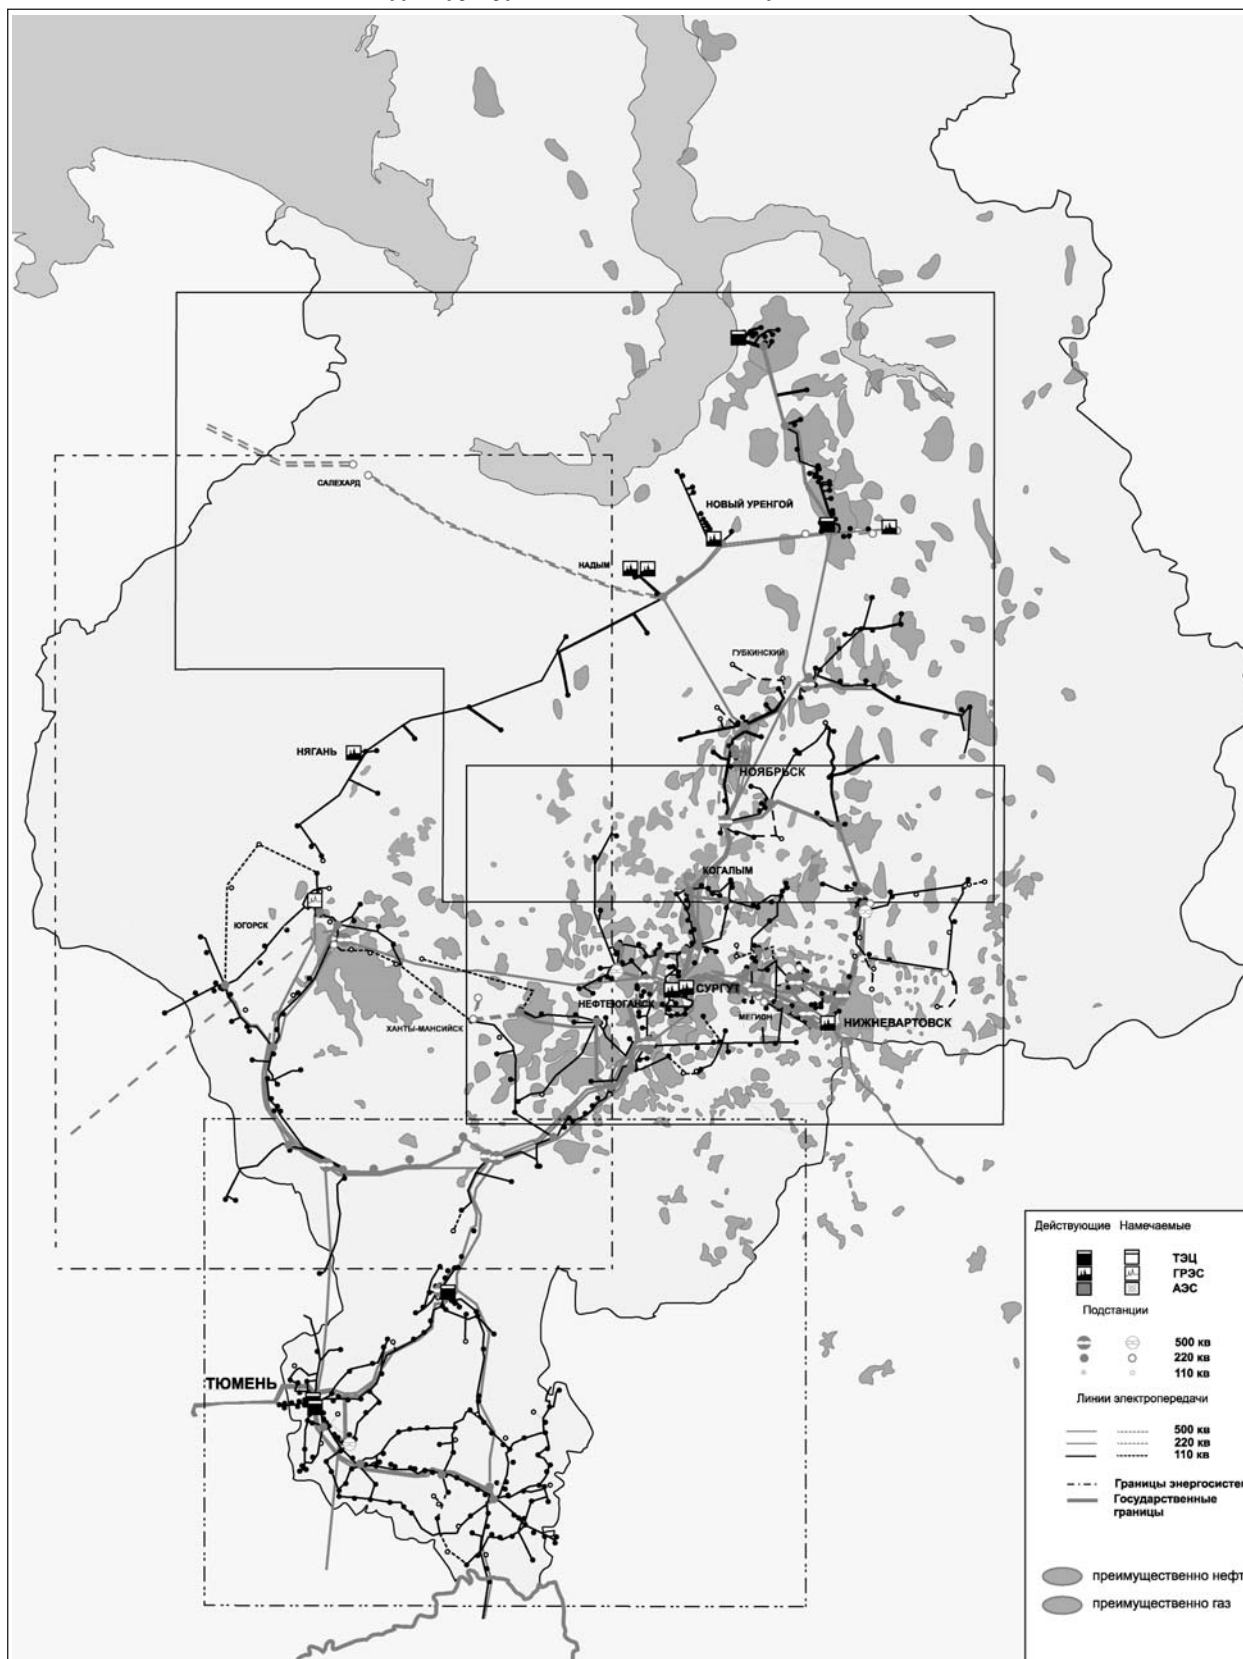 САЛЕХАРД
НОВЫЙ УРЕНГОЙ
НАДЫМ
ГУБКИНСКИЙ
НЯГАНЬ
НОЯБРЬСК
КОГАЛЫМ
ЮГОРСК
СУРГУТ
НЕФТЕЮГАНСК
МЕГИОН
НИЖНЕВАРТОВСК
ХАНТЫ-МАНСИЙСК
ТЮМЕНЬ
Действующие Намечаемые
ТЭЦ
ГРЭС
АЭС
Подстанции
500 кв
220 кв
110 кв
Линии электропередачи
500 кв
220 кв
110 кв
Границы энергосистем
Государственные
границы
преимущественно нефт
преимущественно газ